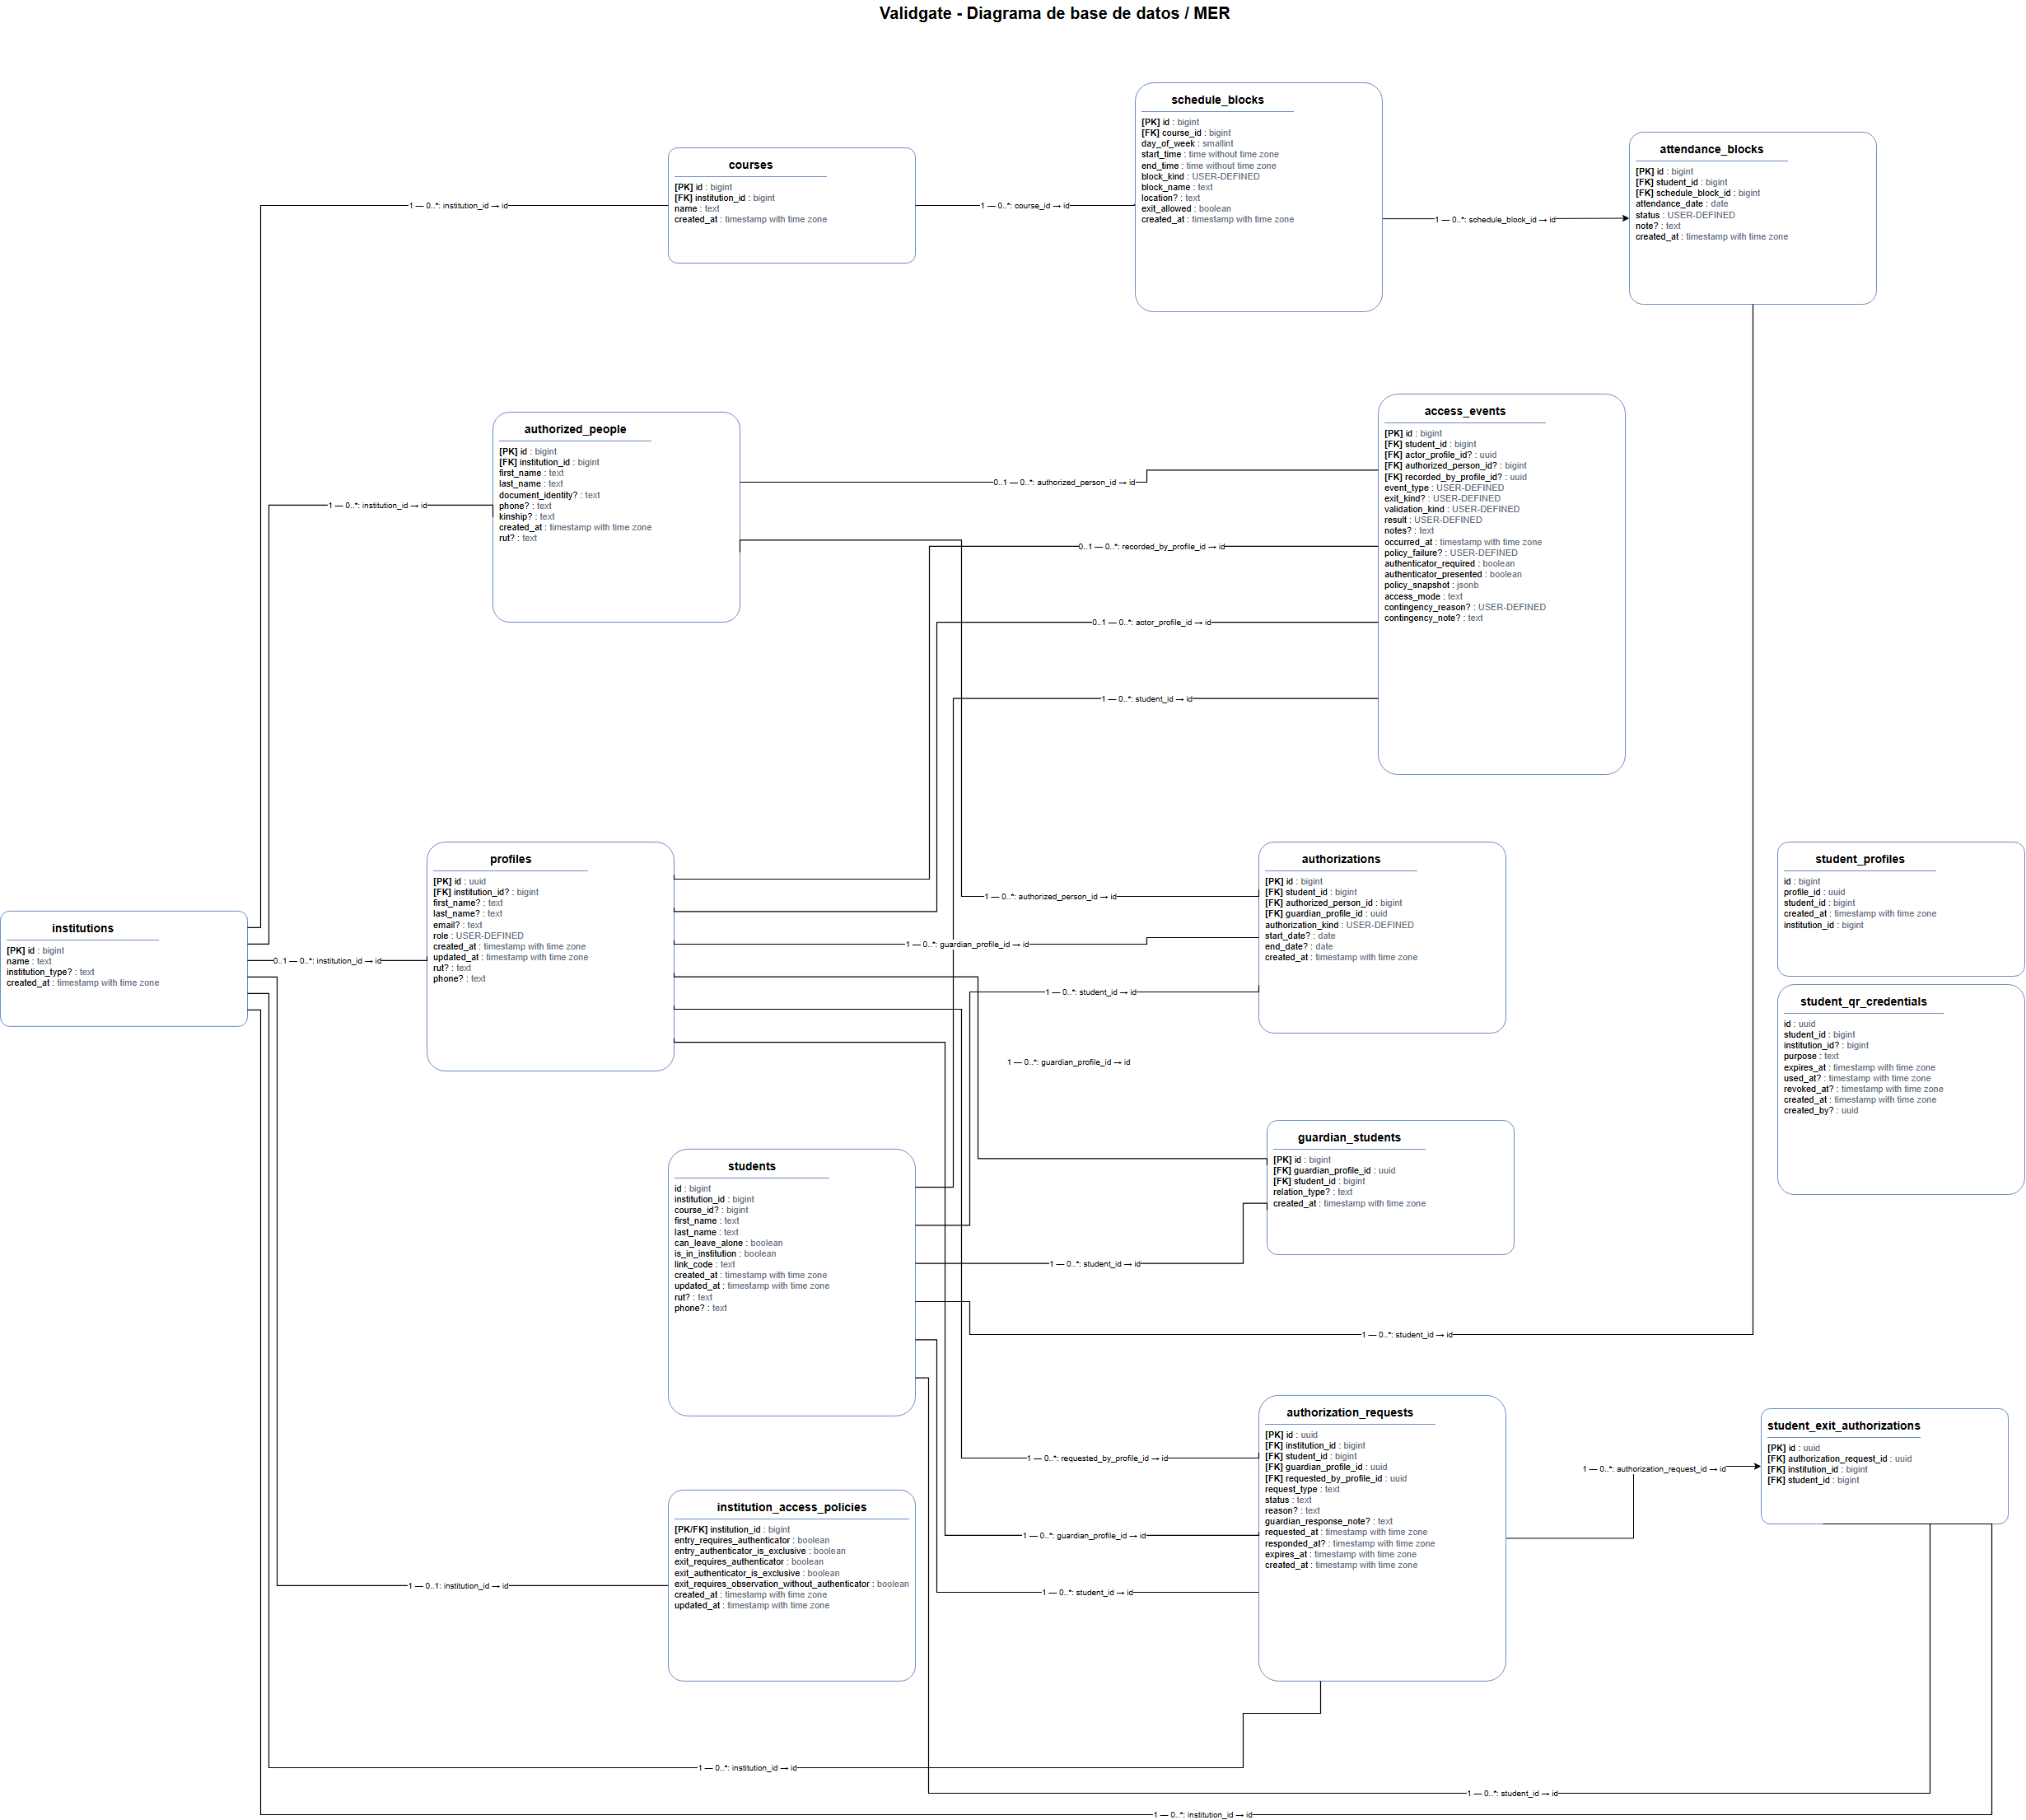 Validgate - Diagrama de base de datos / MER
schedule_blocks
[PK] id : bigint
[FK] course_id : bigint
day_of_week : smallint
start_time : time without time zone
end_time : time without time zone
block_kind : USER-DEFINED
block_name : text
location? : text
exit_allowed : boolean
created_at : timestamp with time zone
attendance_blocks
[PK] id : bigint
[FK] student_id : bigint
[FK] schedule_block_id : bigint
attendance_date : date
status : USER-DEFINED
note? : text
created_at : timestamp with time zone
courses
[PK] id : bigint
[FK] institution_id : bigint
name : text
created_at : timestamp with time zone
1 — 0..*: institution_id → id
1 — 0..*: course_id → id
1 — 0..*: schedule_block_id → id
authorized_people
[PK] id : bigint
[FK] institution_id : bigint
first_name : text
last_name : text
document_identity? : text
phone? : text
kinship? : text
created_at : timestamp with time zone
rut? : text
access_events
[PK] id : bigint
[FK] student_id : bigint
[FK] actor_profile_id? : uuid
[FK] authorized_person_id? : bigint
[FK] recorded_by_profile_id? : uuid
event_type : USER-DEFINED
exit_kind? : USER-DEFINED
validation_kind : USER-DEFINED
result : USER-DEFINED
notes? : text
occurred_at : timestamp with time zone
policy_failure? : USER-DEFINED
authenticator_required : boolean
authenticator_presented : boolean
policy_snapshot : jsonb
access_mode : text
contingency_reason? : USER-DEFINED
contingency_note? : text
0..1 — 0..*: authorized_person_id → id
1 — 0..*: institution_id → id
0..1 — 0..*: recorded_by_profile_id → id
0..1 — 0..*: actor_profile_id → id
1 — 0..*: student_id → id
profiles
[PK] id : uuid
[FK] institution_id? : bigint
first_name? : text
last_name? : text
email? : text
role : USER-DEFINED
created_at : timestamp with time zone
updated_at : timestamp with time zone
rut? : text
phone? : text
authorizations
[PK] id : bigint
[FK] student_id : bigint
[FK] authorized_person_id : bigint
[FK] guardian_profile_id : uuid
authorization_kind : USER-DEFINED
start_date? : date
end_date? : date
created_at : timestamp with time zone
student_profiles
id : bigint
profile_id : uuid
student_id : bigint
created_at : timestamp with time zone
institution_id : bigint
institutions
[PK] id : bigint
name : text
institution_type? : text
created_at : timestamp with time zone
1 — 0..*: authorized_person_id → id
1 — 0..*: guardian_profile_id → id
0..1 — 0..*: institution_id → id
1 — 0..*: student_id → id
1 — 0..*: guardian_profile_id → id
student_qr_credentials
id : uuid
student_id : bigint
institution_id? : bigint
purpose : text
expires_at : timestamp with time zone
used_at? : timestamp with time zone
revoked_at? : timestamp with time zone
created_at : timestamp with time zone
created_by? : uuid
guardian_students
[PK] id : bigint
[FK] guardian_profile_id : uuid
[FK] student_id : bigint
relation_type? : text
created_at : timestamp with time zone
students
id : bigint
institution_id : bigint
course_id? : bigint
first_name : text
last_name : text
can_leave_alone : boolean
is_in_institution : boolean
link_code : text
created_at : timestamp with time zone
updated_at : timestamp with time zone
rut? : text
phone? : text
1 — 0..*: student_id → id
1 — 0..*: student_id → id
authorization_requests
[PK] id : uuid
[FK] institution_id : bigint
[FK] student_id : bigint
[FK] guardian_profile_id : uuid
[FK] requested_by_profile_id : uuid
request_type : text
status : text
reason? : text
guardian_response_note? : text
requested_at : timestamp with time zone
responded_at? : timestamp with time zone
expires_at : timestamp with time zone
created_at : timestamp with time zone
student_exit_authorizations
[PK] id : uuid
[FK] authorization_request_id : uuid
[FK] institution_id : bigint
[FK] student_id : bigint
1 — 0..*: requested_by_profile_id → id
1 — 0..*: authorization_request_id → id
institution_access_policies
[PK/FK] institution_id : bigint
entry_requires_authenticator : boolean
entry_authenticator_is_exclusive : boolean
exit_requires_authenticator : boolean
exit_authenticator_is_exclusive : boolean
exit_requires_observation_without_authenticator : boolean
created_at : timestamp with time zone
updated_at : timestamp with time zone
1 — 0..*: guardian_profile_id → id
1 — 0..1: institution_id → id
1 — 0..*: student_id → id
1 — 0..*: institution_id → id
1 — 0..*: student_id → id
1 — 0..*: institution_id → id